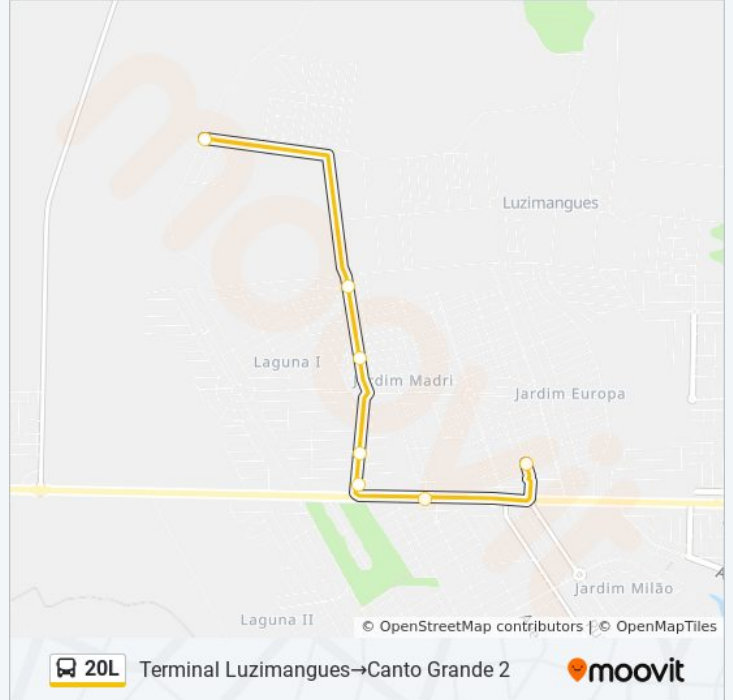 Luzimangues
Laguna I
Jardim Madri
Jardim Europa
Jardim Milão
Laguna II
© OpenStreetMap contributors | © OpenMapTiles
20L Terminal Luzimangues→Canto Grande 2
moovit
moovit